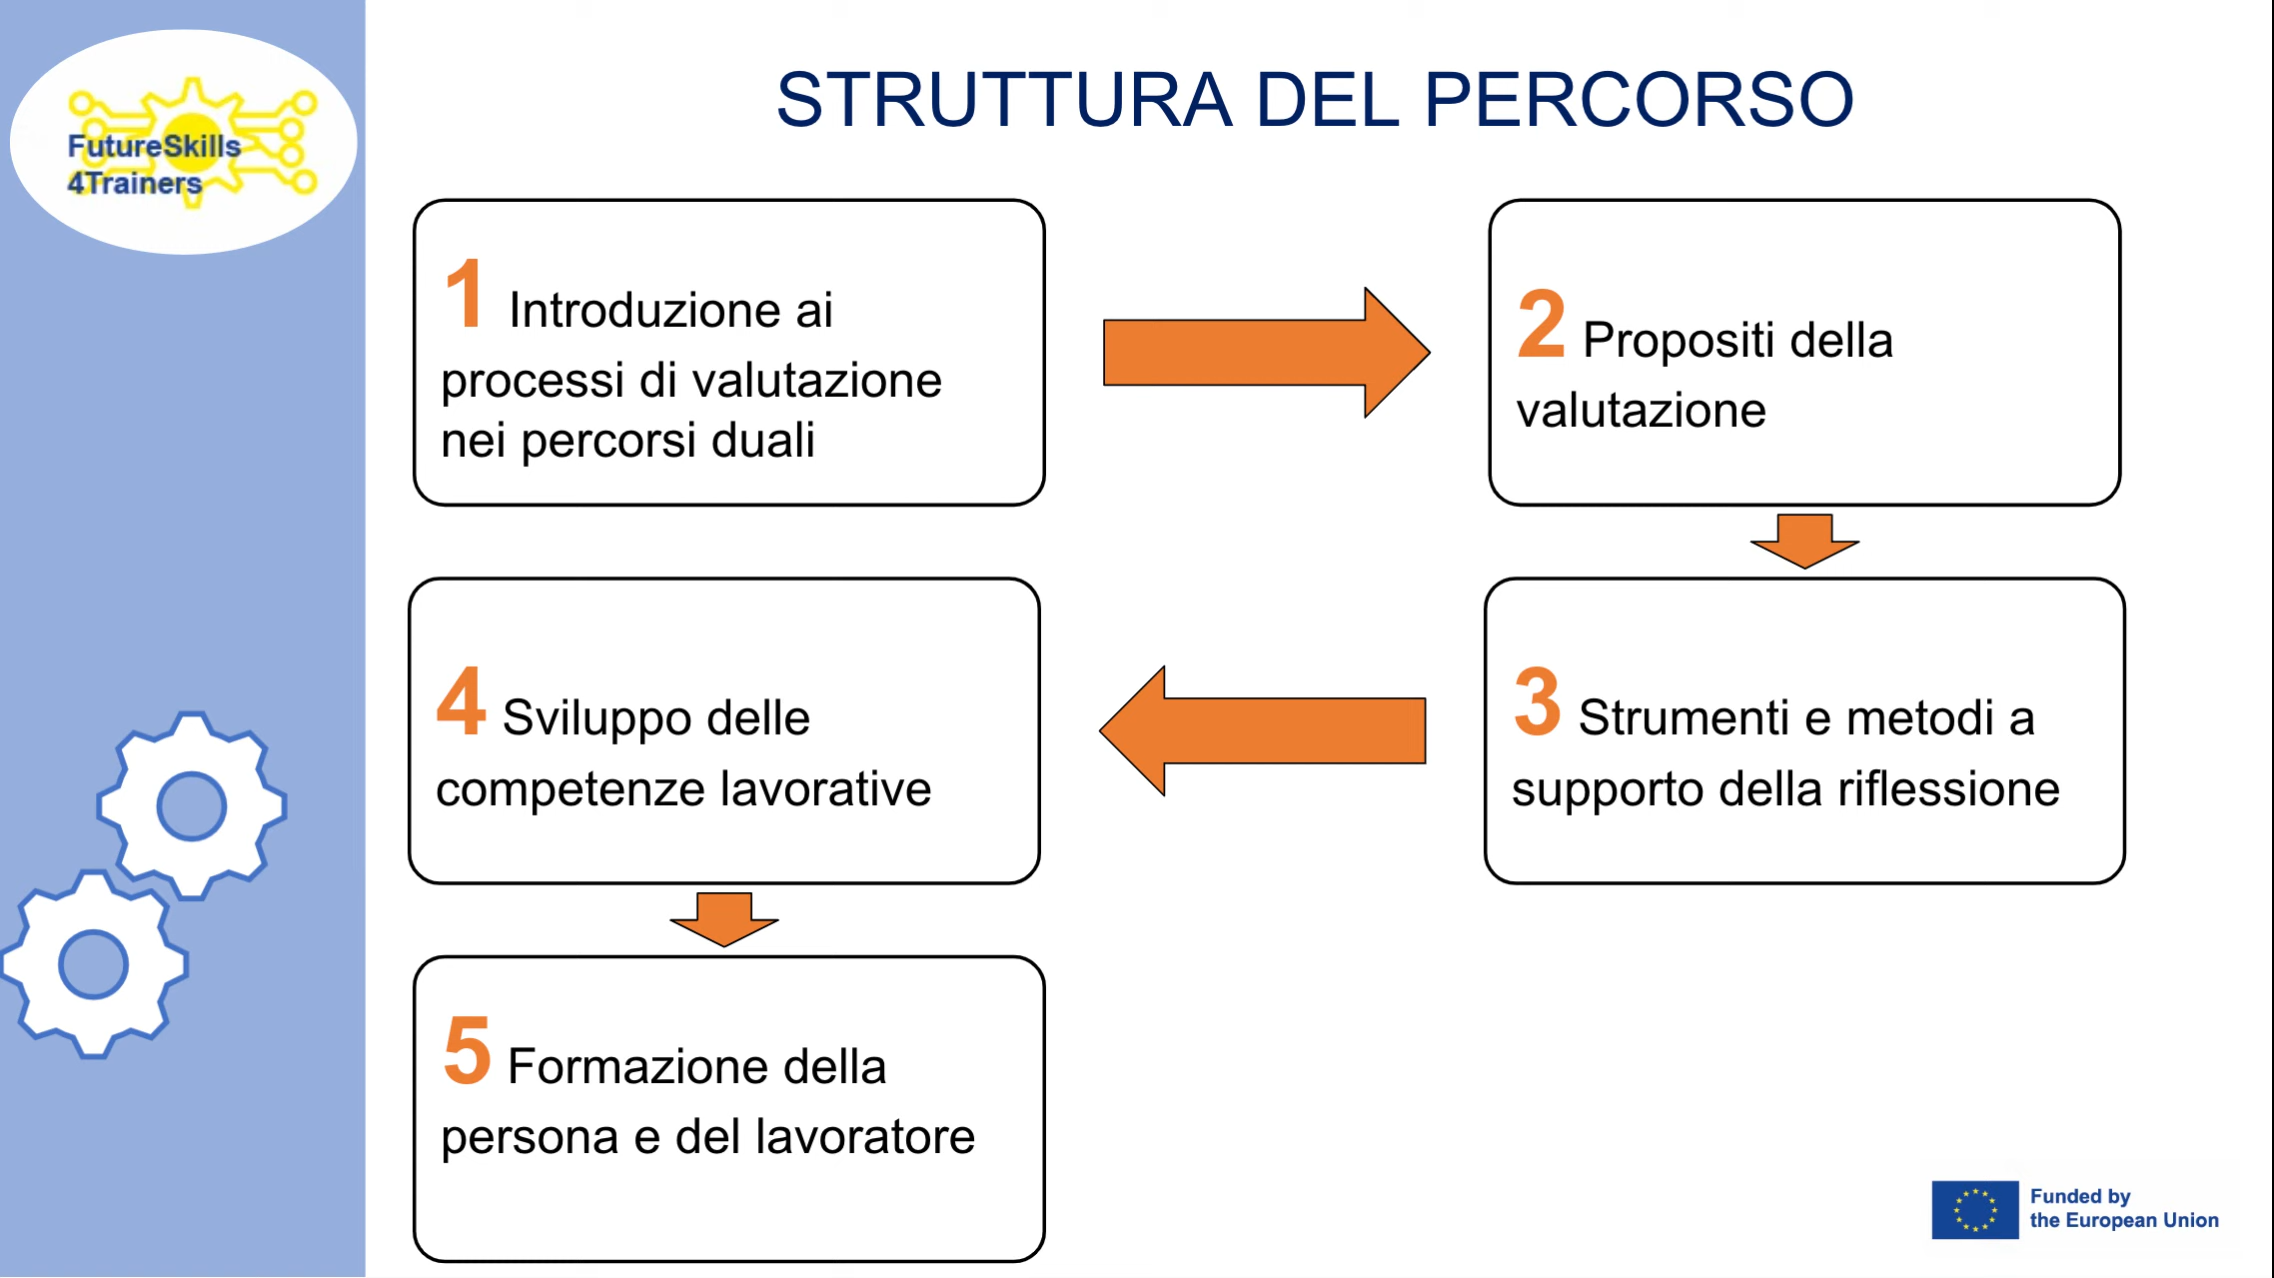 FutureSkills
4Trainers
STRUTTURA DEL PERCORSO
1 Introduzione ai
processi di valutazione
nei percorsi duali
2 Propositi della
valutazione
3 Strumenti e metodi a
supporto della riflessione
4 Sviluppo delle
competenze lavorative
5 Formazione della
persona e del lavoratore
Funded by
the European Union